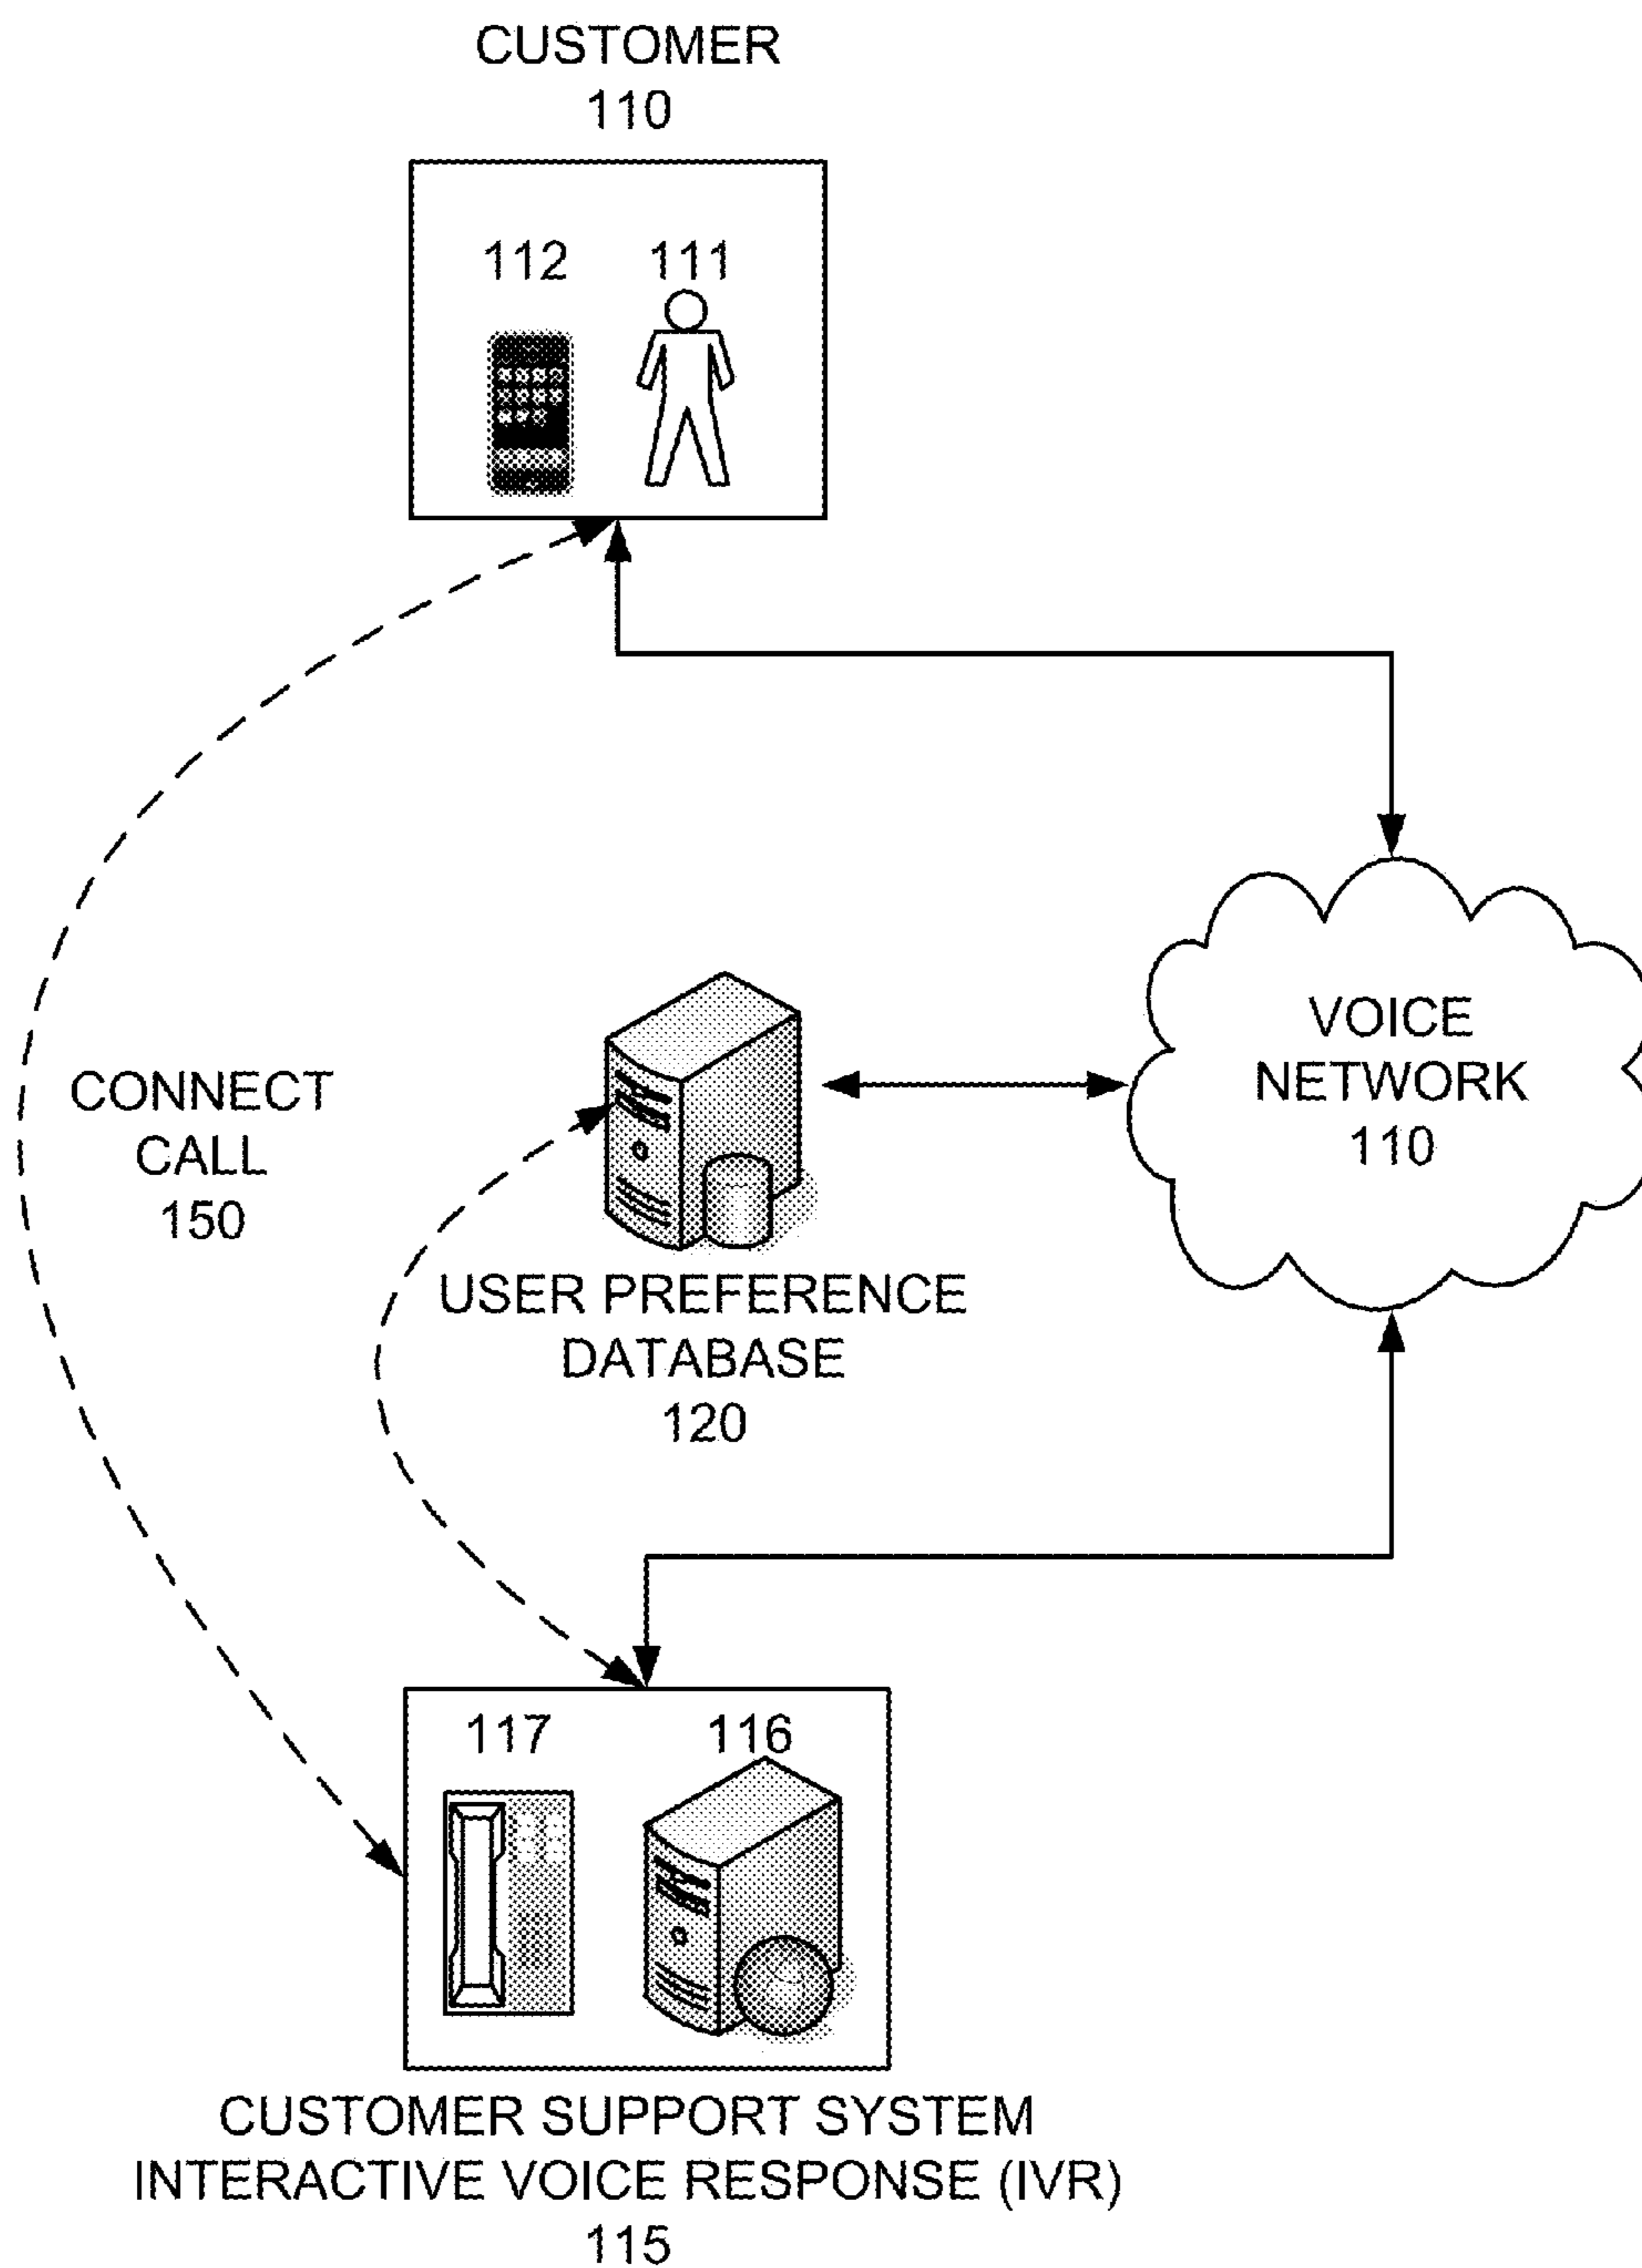 CUSTOMER
110
112
111
VOICE
NETWORK
110
CONNECT
CALL
150
USER PREFERENCE
DATABASE
120
117
116
CUSTOMER SUPPORT SYSTEM
INTERACTIVE VOICE RESPONSE (IVR)
115